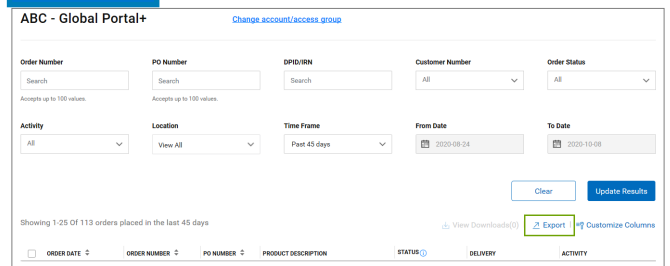 ABC - Global Portal+ Change account/access group
Order Number PO Number DPID/IRN Customer Number Order Status
Search Search Search All All
Accepts up to 100 values. Accepts up to 100 values.
Activity Location Time Frame From Date To Date
All View All Past 45 days 2020-08-24 2020-10-08
Clear Update Results
Showing 1-25 Of 113 orders placed in the last 45 days View Downloads(0) Export Customize Columns
ORDER DATE ORDER NUMBER PO NUMBER PRODUCT DESCRIPTION STATUS DELIVERY ACTIVITY